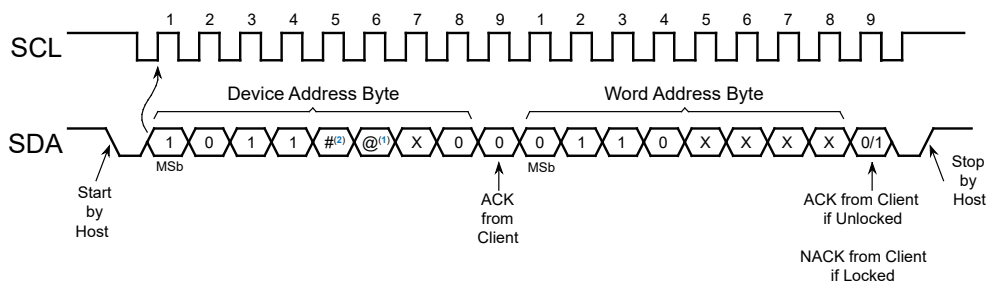 1 2 3 4 5 6 7 8 9 1 2 3 4 5 6 7 8 9
SCL
Device Address Byte Word Address Byte
SDA 1 0 1 1 #(2) @(1) X 0 0 0 1 1 0 X X X X 0/1
MSb MSb
Start
by
Host
ACK
from
Client
ACK from Client
if Unlocked
NACK from Client
if Locked
Stop
by
Host